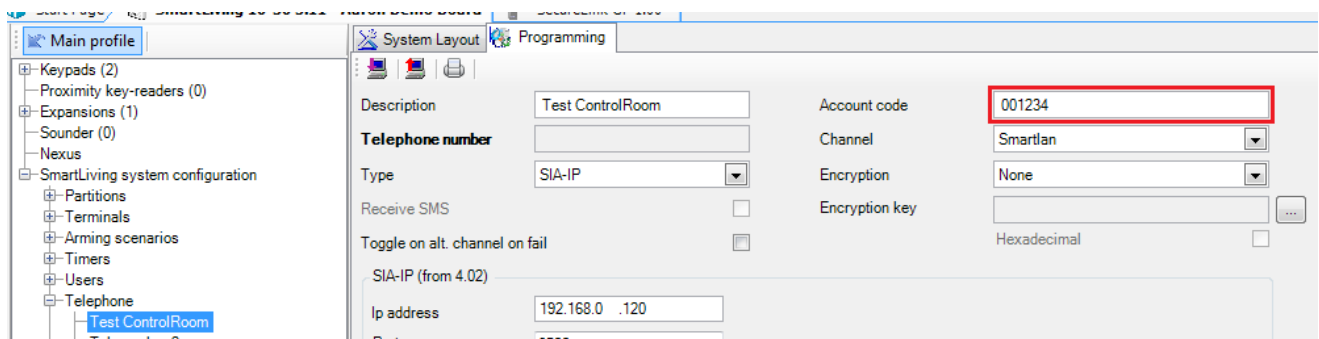 Main profile
System Layout
Programming
Keypads (2)
Proximity key-readers (0)
Expansions (1)
Sounder (0)
Nexus
SmartLiving system configuration
Partitions
Terminals
Arming scenarios
Timers
Users
Telephone
Test ControlRoom
Description
Test ControlRoom
Account code
001234
Telephone number
Channel
Smartlan
Type
SIA-IP
Encryption
None
Receive SMS
Encryption key
...
Toggle on alt. channel on fail
Hexadecimal
SIA-IP (from 4.02)
Ip address
192.168.0 .120